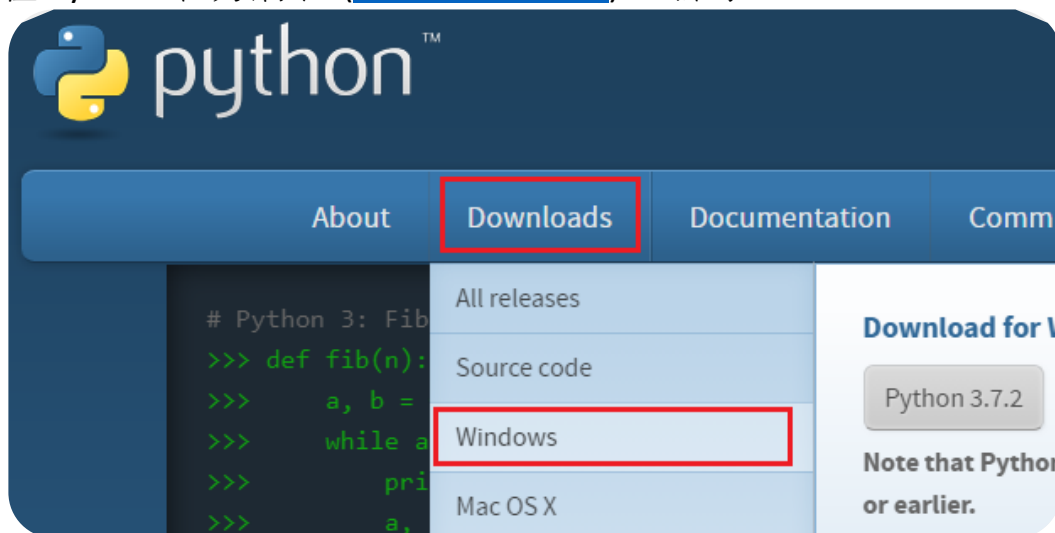 python™
About
Downloads
Documentation
Comm
All releases
Source code
Windows
Mac OS X
# Python 3: Fib
>>> def fib(n):
>>> a, b =
>>> while a
>>> pri
>>> a,
Download for
Python 3.7.2
Note that Python
or earlier.